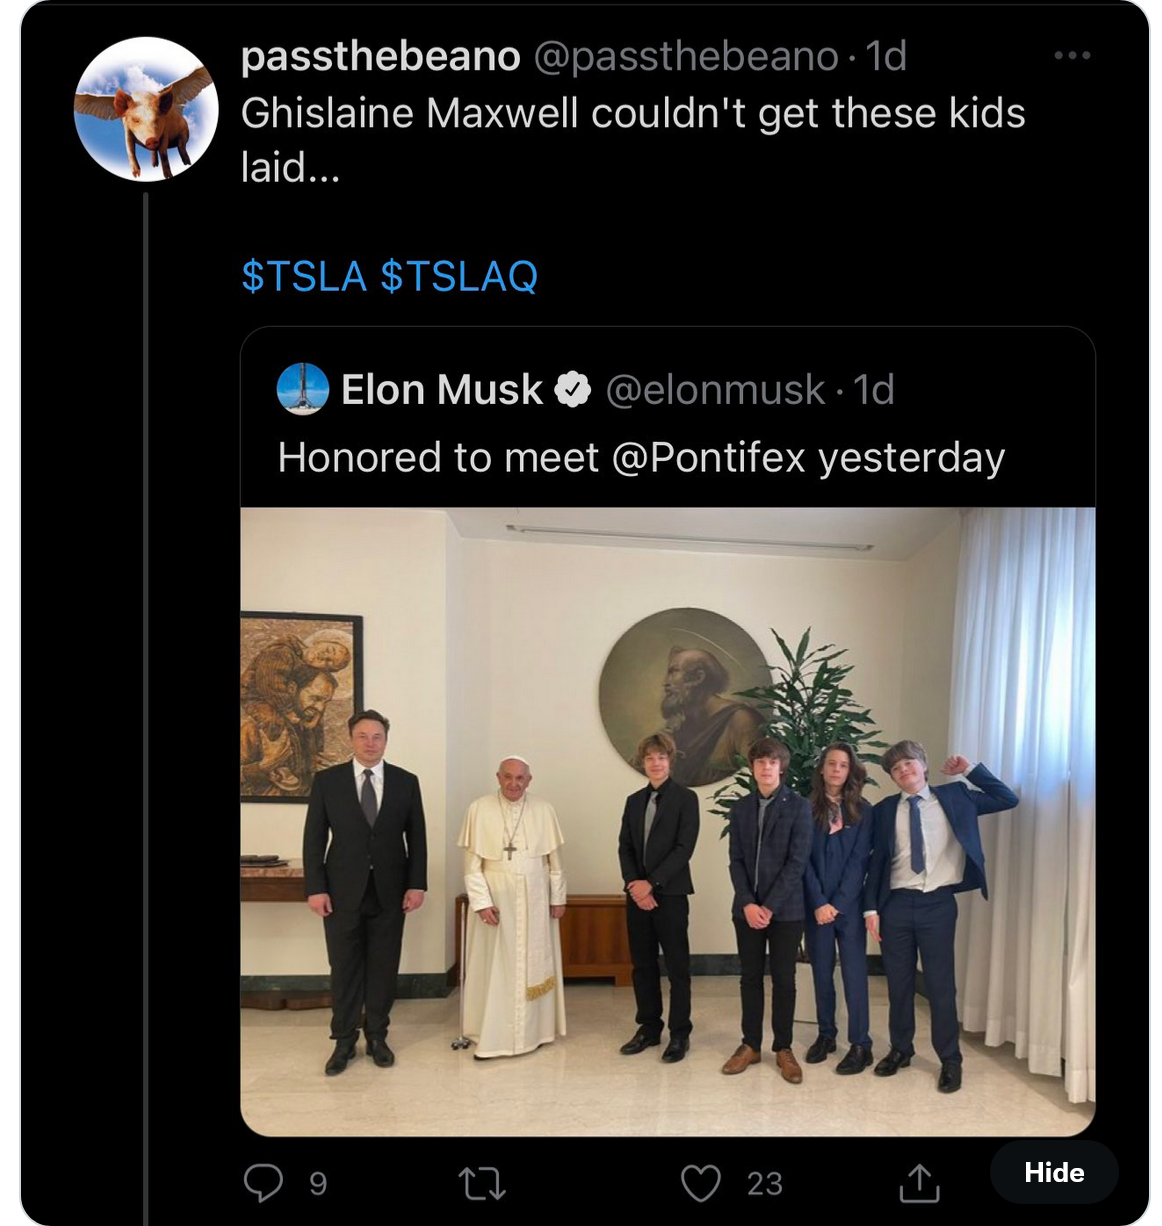 passthebeano @passthebeano · 1d
Ghislaine Maxwell couldn't get these kids
laid...
$TSLA $TSLAQ
Elon Musk @elonmusk · 1d
Honored to meet @Pontifex yesterday
9
23
Hide